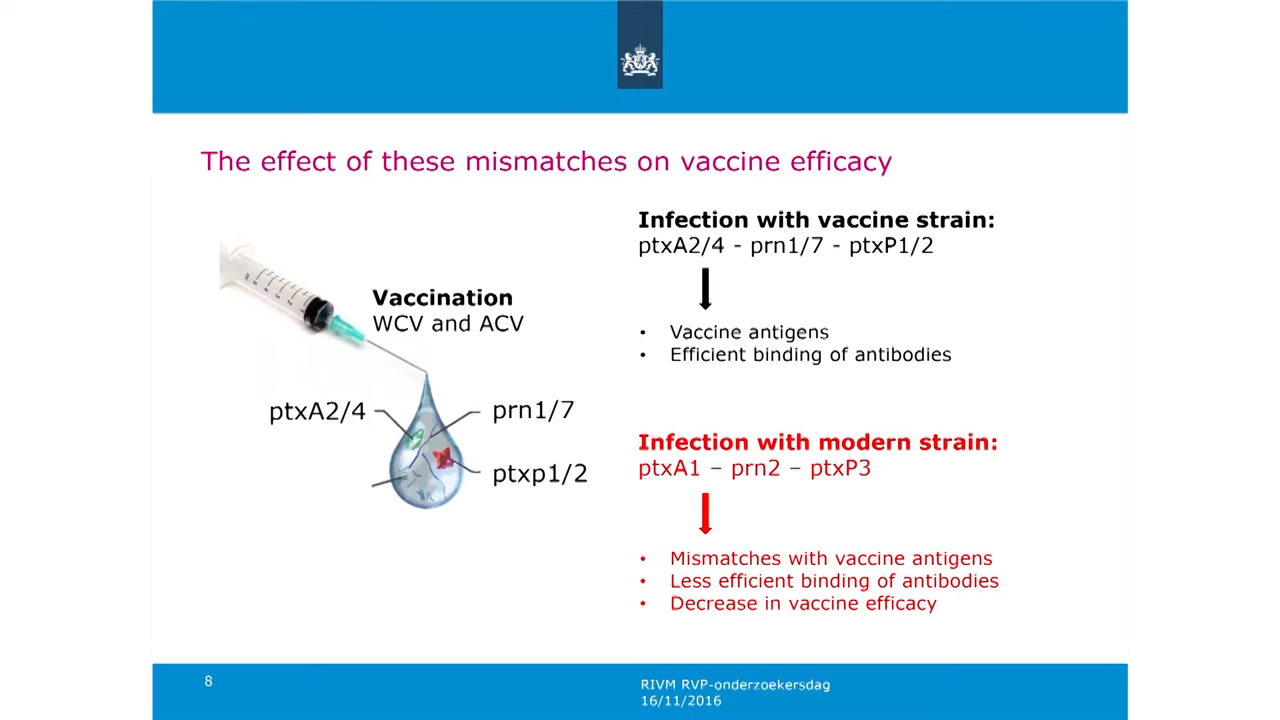 The effect of these mismatches on vaccine efficacy
Vaccination
WCV and ACV
ptxA2/4
prn1/7
ptxp1/2
Infection with vaccine strain:
ptxA2/4 - prn1/7 - ptxP1/2
• Vaccine antigens
• Efficient binding of antibodies
Infection with modern strain:
ptxA1 – prn2 – ptxP3
• Mismatches with vaccine antigens
• Less efficient binding of antibodies
• Decrease in vaccine efficacy
8
RIVM RVP-onderzoekersdag
16/11/2016